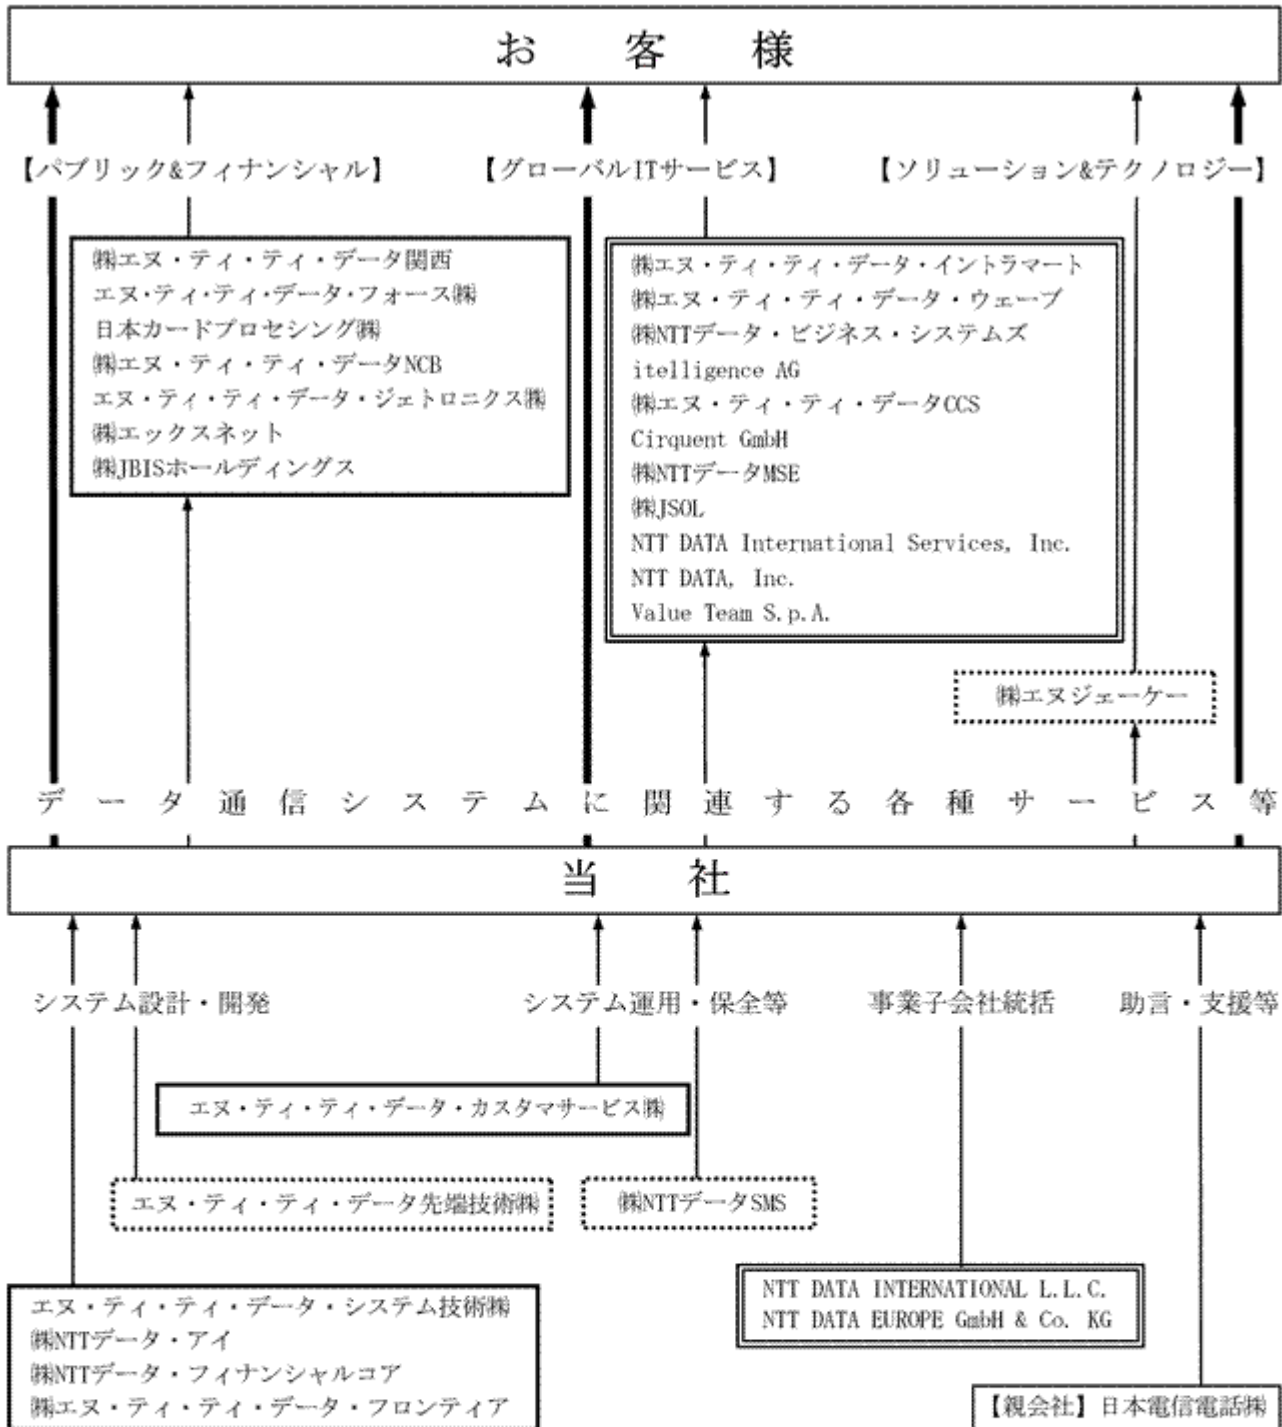 お客様
【パブリック&フィナンシャル】
【グローバルITサービス】
【ソリューション&テクノロジー】
㈱エヌ・ティ・ティ・データ関西
エヌ・ティ・ティ・データ・フォース㈱
日本カードプロセシング㈱
㈱エヌ・ティ・ティ・データNCB
エヌ・ティ・ティ・データ・ジェトロニクス㈱
㈱エックスネット
㈱JBISホールディングス
㈱エヌ・ティ・ティ・データ・イントラマート
㈱エヌ・ティ・ティ・データ・ウェーブ
㈱NTTデータ・ビジネス・システムズ
itelligence AG
㈱エヌ・ティ・ティ・データCCS
Cirquent GmbH
㈱NTTデータMSE
㈱JSOL
NTT DATA International Services, Inc.
NTT DATA, Inc.
Value Team S.p.A.
㈱エヌジェーケー
データ通信システムに関連する各種サービス等
当社
システム設計・開発
システム運用・保全等
事業子会社統括
助言・支援等
エヌ・ティ・ティ・データ・カスタマサービス㈱
エヌ・ティ・ティ・データ先端技術㈱
㈱NTTデータSMS
NTT DATA INTERNATIONAL L.L.C.
NTT DATA EUROPE GmbH & Co. KG
エヌ・ティ・ティ・データ・システム技術㈱
㈱NTTデータ・アイ
㈱NTTデータ・フィナンシャルコア
㈱エヌ・ティ・ティ・データ・フロンティア
【親会社】日本電信電話㈱